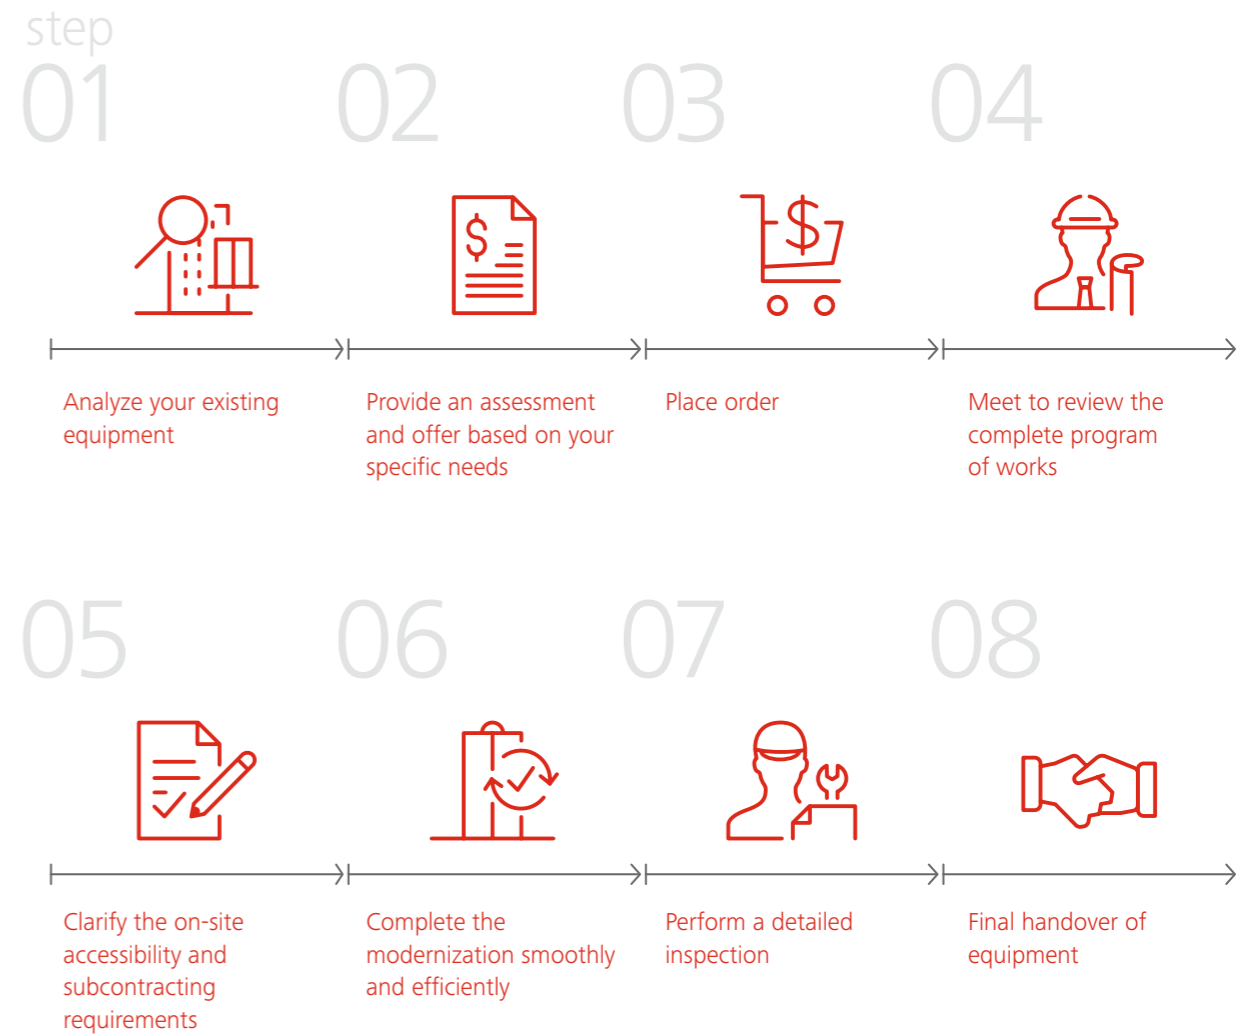 step
01
02
03
04
$
$
Analyze your existing
equipment
Provide an assessment
and offer based on your
specific needs
Place order
Meet to review the
complete program
of works
05
06
07
08
Clarify the on-site
accessibility and
subcontracting
requirements
Complete the
modernization smoothly
and efficiently
Perform a detailed
inspection
Final handover of
equipment